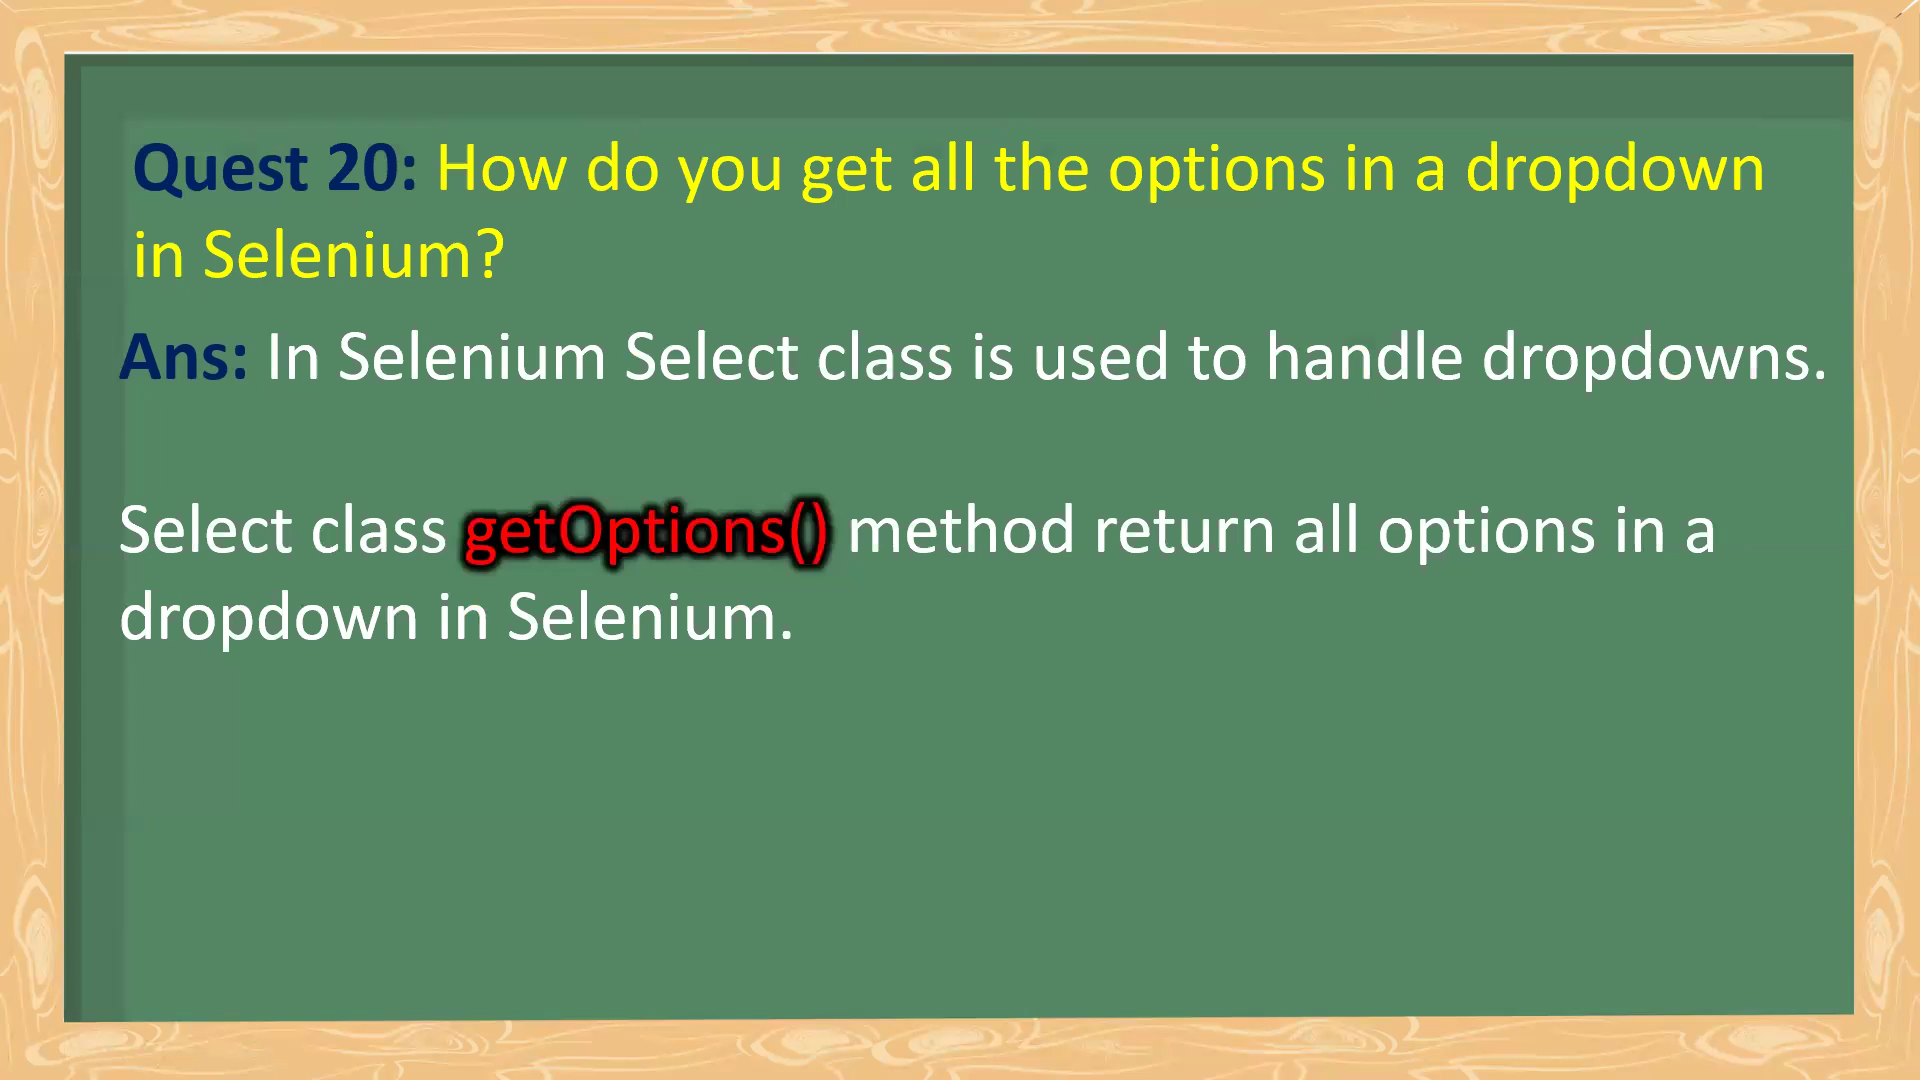 Quest 20: How do you get all the options in a dropdown
in Selenium?
Ans: In Selenium Select class is used to handle dropdowns.
Select class getOptions() method return all options in a
dropdown in Selenium.